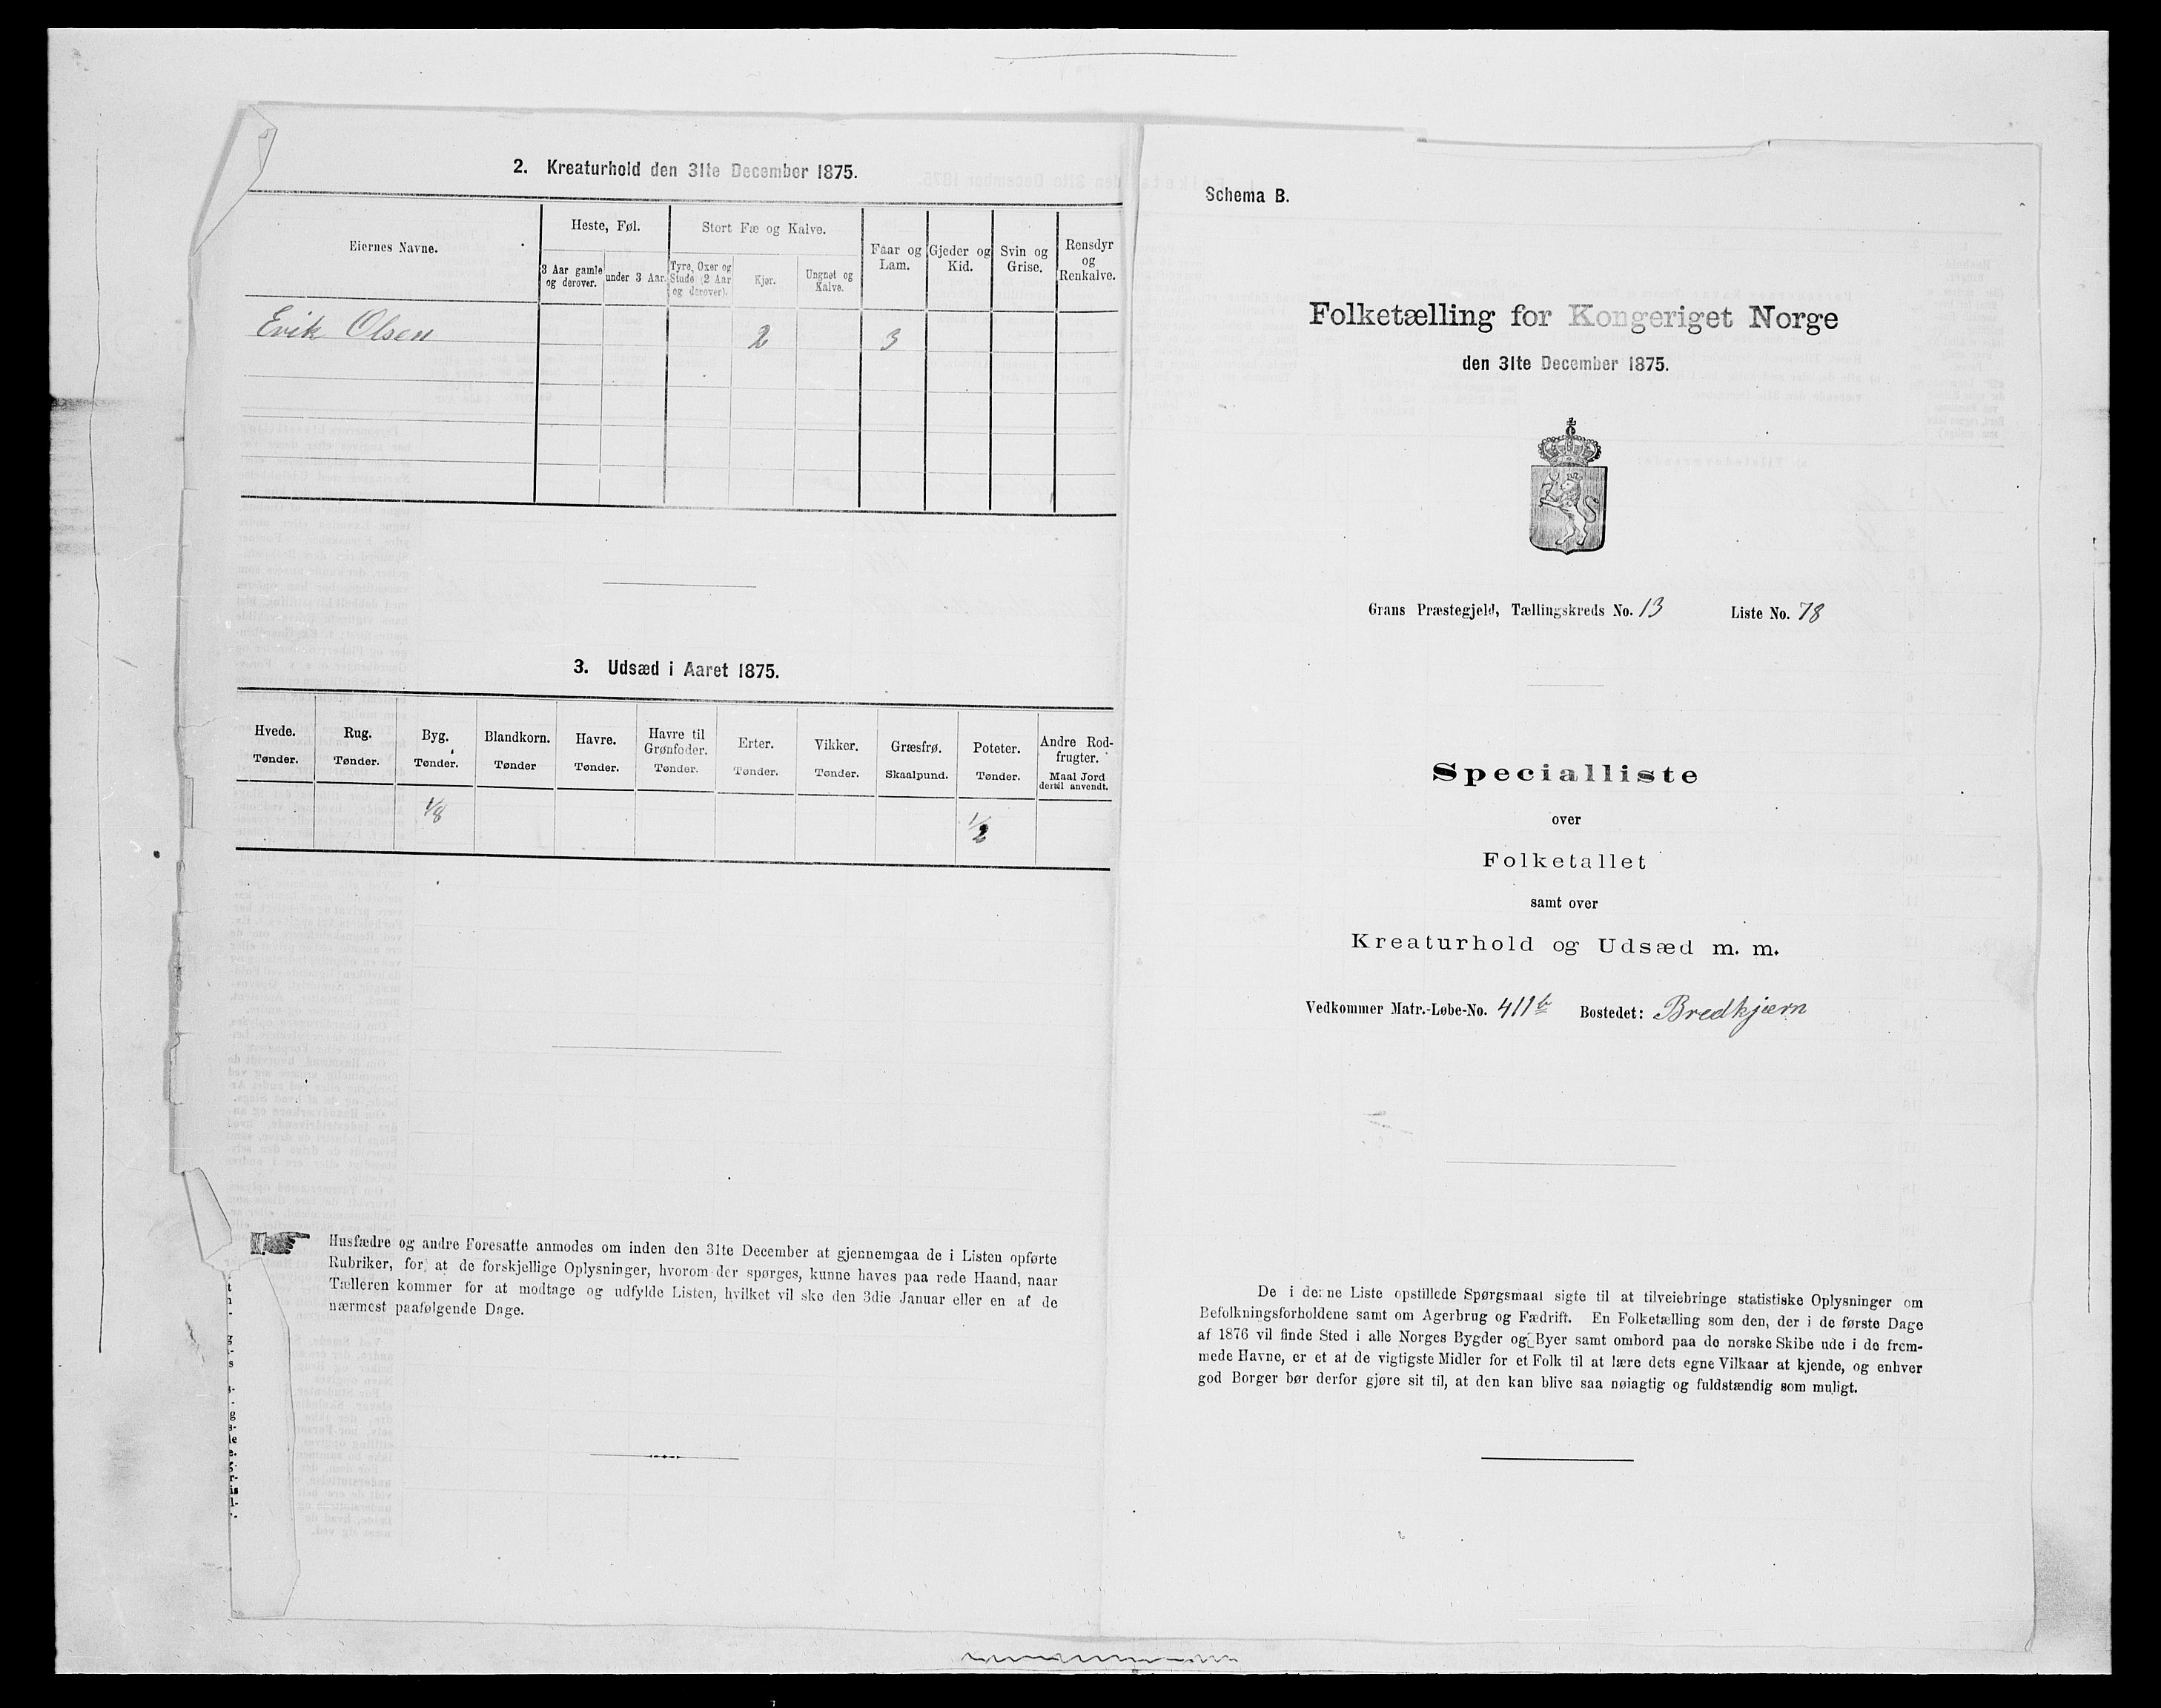 2. Kreaturhold den 31te December 1875.
Eiernes Navne.
Heste, Føl.
Stort Fæ og Kalve.
Faar og Lam.
Gjeder og Kid.
Svin og Grise.
Rensdyr og Renkalve.
3 Aar gamle og derover.
under 3 Aar.
Tyre, Oxer og Stude (2 Aar og derover).
Kjør.
Ungnøt og Kalve.
Erik Olsen 2 3
3. Udsæd i Aaret 1875.
Hvede. Rug. Byg. Blandkorn. Havre. Havre til Grønfoder. Erter. Vikker. Græsfrø. Poteter. Andre Rodfrugter.
Tønder. Tønder. Tønder. Tønder Tønder. Tønder. Tønder. Tønder. Skaalpund. Tønder. Maal Jord dertil anvendt.
1/8 1/2
Husfædre og andre Foresatte anmodes om inden den 31te December at gjennemgaa de i Listen opførte
Rubriker, for at de forskjellige Oplysninger, hvorom der spørges, kunne haves paa rede Haand, naar
Tælleren kommer for at modtage og udfylde Listen, hvilket vil ske den 3die Januar eller en af de
nærmest paafølgende Dage.
Schema B.
Folketælling for Kongeriget Norge
den 31te December 1875.
Grans Præstegjeld, Tællingskreds No. 13 Liste No. 78
Specialliste
over
Folketallet
samt over
Kreaturhold og Udsæd m. m.
Vedkommer Matr.-Løbe-No. 411b Bostedet: Bredkjærn
De i denne Liste opstillede Spørgsmaal sigte til at tilveiebringe statistiske Oplysninger om
Befolkningsforholdene samt om Agerbrug og Fædrift. En Folketælling som den, der i de første Dage
af 1876 vil finde Sted i alle Norges Bygder og Byer samt ombord paa de norske Skibe ude i de frem-
mede Havne, er et at de vigtigste Midler for et Folk til at lære dets egne Vilkaar at kjende, og enhver
god Borger bør derfor gjøre sit til, at den kan blive saa nøiagtig og fuldstændig som muligt.